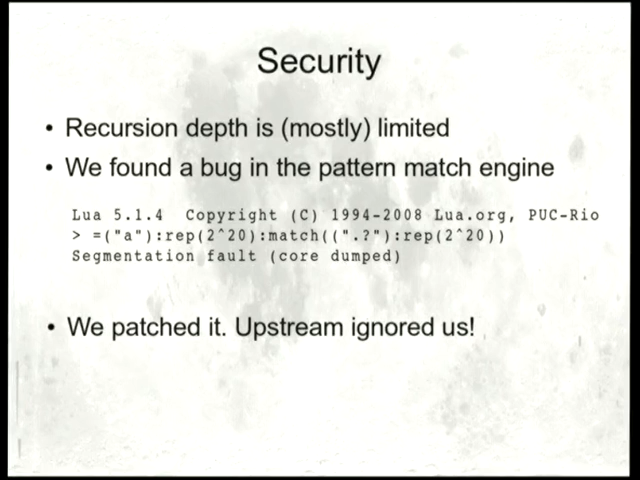 Security
• Recursion depth is (mostly) limited
• We found a bug in the pattern match engine
Lua 5.1.4  Copyright (C) 1994-2008 Lua.org, PUC-Rio
> =("a"):rep(2^20):match((".?"):rep(2^20))
Segmentation fault (core dumped)
• We patched it. Upstream ignored us!